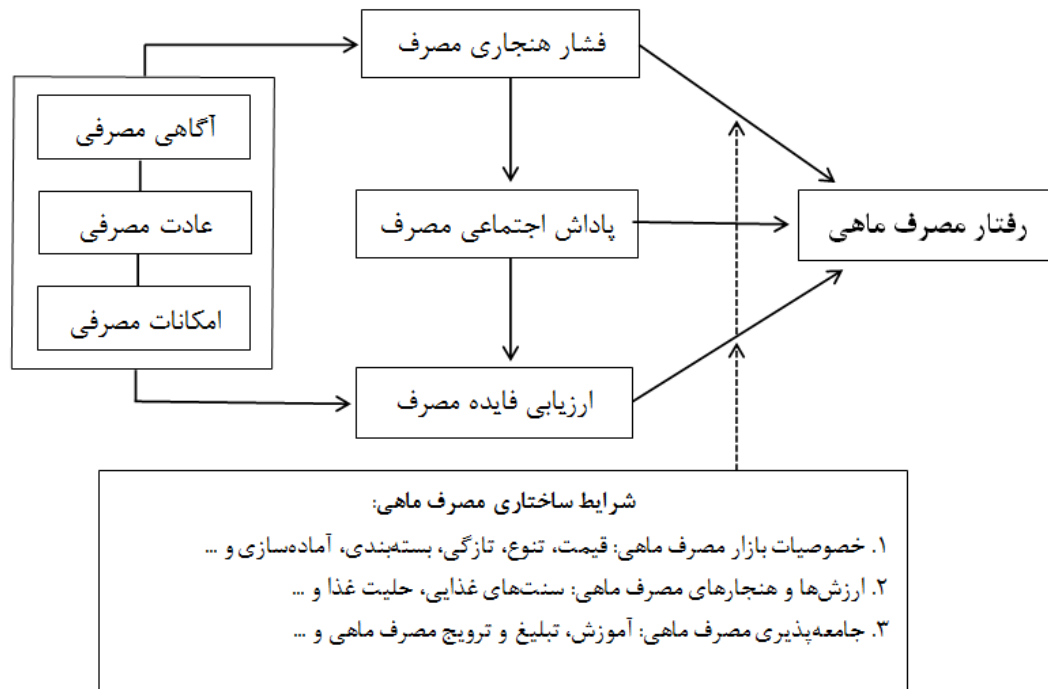 فشار هنجاری مصرف
آگاهی مصرفی
عادت مصرفی
امکانات مصرفی
پاداش اجتماعی مصرف
رفتار مصرف ماهی
ارزیابی فایده مصرف
شرایط ساختاری مصرف ماهی:
۱. خصوصیات بازار مصرف ماهی: قیمت، تنوع، تازگی، بسته‌بندی، آماده‌سازی و ...
۲. ارزش‌ها و هنجارهای مصرف ماهی: سنت‌های غذایی، حلیت غذا و ...
۳. جامعه‌پذیری مصرف ماهی: آموزش، تبلیغ و ترویج مصرف ماهی و ...